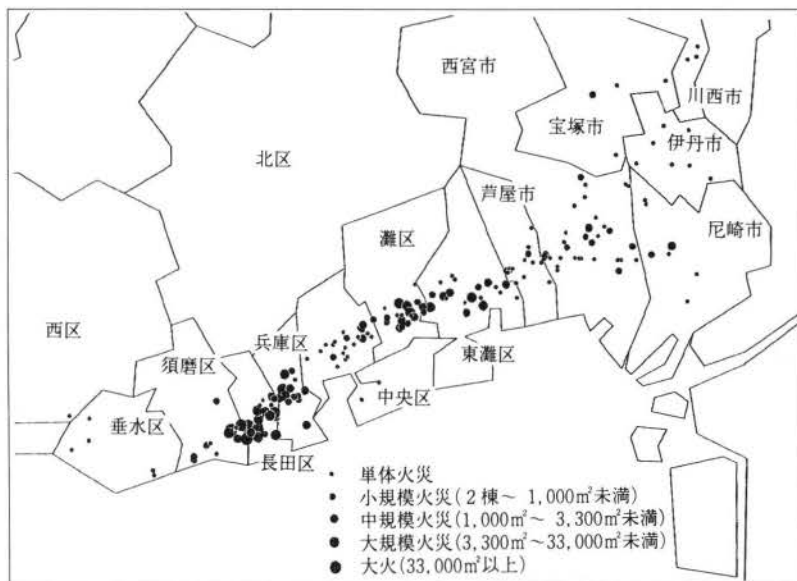 西宮市
川西市
宝塚市
伊丹市
北区
芦屋市
灘区
尼崎市
西区
兵庫区
須磨区
東灘区
中央区
垂水区
長田区
単体火災
小規模火災(2棟～1,000㎡未満)
中規模火災(1,000㎡～3,300㎡未満)
大規模火災(3,300㎡～33,000㎡未満)
大火(33,000㎡以上)